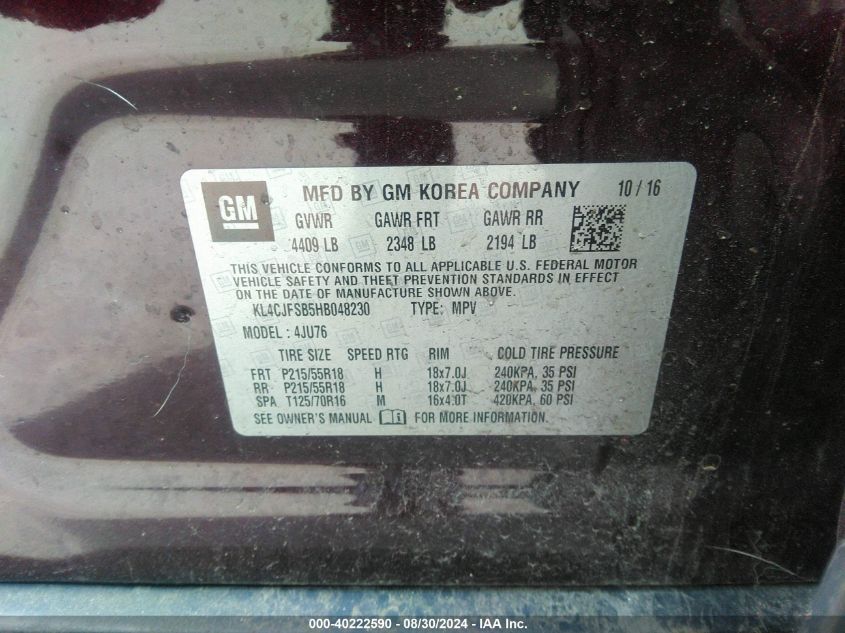 GM MFD BY GM KOREA COMPANY 10 / 16
GVWR GAWR FRT GAWR RR
4409 LB 2348 LB 2194 LB
THIS VEHICLE CONFORMS TO ALL APPLICABLE U.S. FEDERAL MOTOR
VEHICLE SAFETY AND THEFT PREVENTION STANDARDS IN EFFECT
ON THE DATE OF MANUFACTURE SHOWN ABOVE.
KL4CJFSB5HB048230 TYPE: MPV
MODEL : 4JU76
TIRE SIZE SPEED RTG RIM COLD TIRE PRESSURE
FRT P215/55R18 H 18x7.0J 240KPA, 35 PSI
RR P215/55R18 H 18x7.0J 240KPA, 35 PSI
SPA T125/70R16 M 16x4.0T 420KPA, 60 PSI
SEE OWNER'S MANUAL FOR MORE INFORMATION.
000-40222590 - 08/30/2024 - IAA Inc.